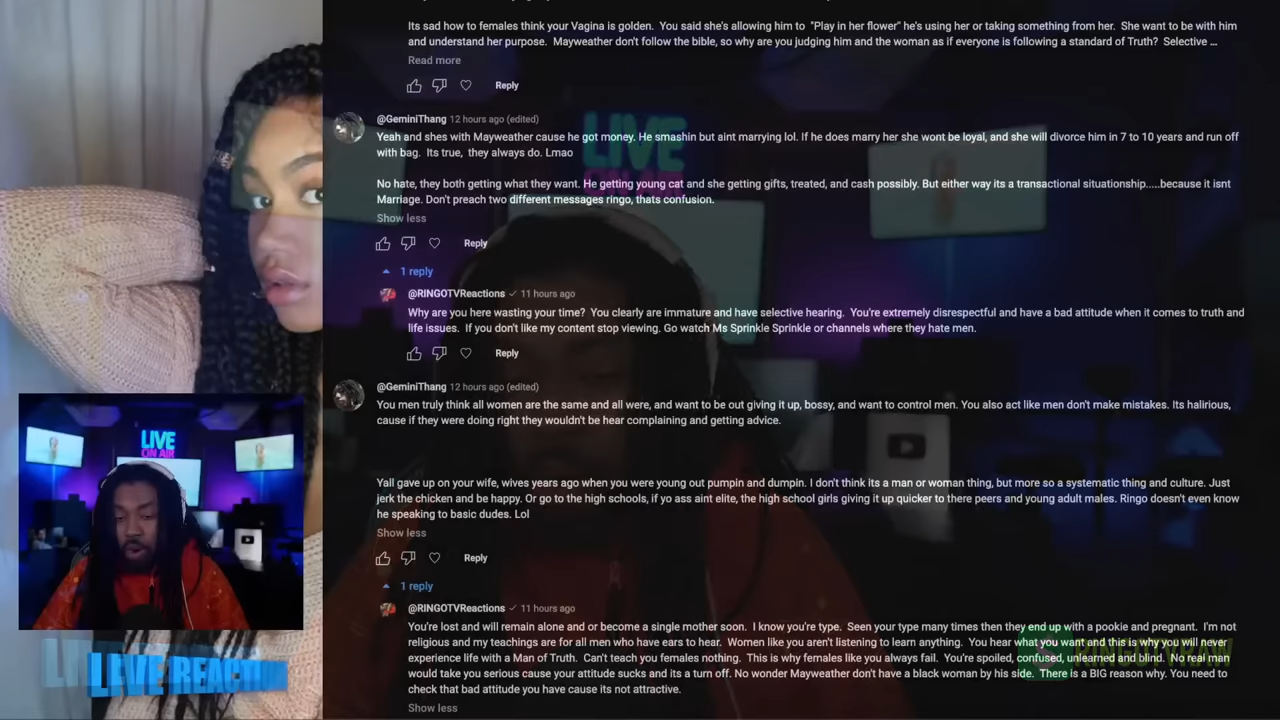 Its sad how to females think your Vagina is golden. You said she's allowing him to "Play in her flower" he's using her or taking something from her. She want to be with him
and understand her purpose. Mayweather don't follow the bible, so why are you judging him and the woman as if everyone is following a standard of Truth? Selective ...
Read more
Reply
@GeminiThang 12 hours ago (edited)
Yeah and shes with Mayweather cause he got money. He smashin but aint marrying lol. If he does marry her she wont be loyal, and she will divorce him in 7 to 10 years and run off
with bag. Its true, they always do. Lmao
No hate, they both getting what they want. He getting young cat and she getting gifts, treated, and cash possibly. But either way its a transactional situationship.....because it isnt
Marriage. Don't preach two different messages ringo, thats confusion.
Show less
Reply
1 reply
@RINGOTVReactions 11 hours ago
Why are you here wasting your time? You clearly are immature and have selective hearing. You're extremely disrespectful and have a bad attitude when it comes to truth and
life issues. If you don't like my content stop viewing. Go watch Ms Sprinkle Sprinkle or channels where they hate men.
Reply
@GeminiThang 12 hours ago (edited)
You men truly think all women are the same and all were, and want to be out giving it up, bossy, and want to control men. You also act like men don't make mistakes. Its halirious,
cause if they were doing right they wouldn't be hear complaining and getting advice.
Yall gave up on your wife, wives years ago when you were young out pumpin and dumpin. I don't think its a man or woman thing, but more so a systematic thing and culture. Just
jerk the chicken and be happy. Or go to the high schools, if yo ass aint elite, the high school girls giving it up quicker to there peers and young adult males. Ringo doesn't even know
he speaking to basic dudes. Lol
Show less
Reply
1 reply
@RINGOTVReactions 11 hours ago
You're lost and will remain alone and or become a single mother soon. I know you're type. Seen your type many times then they end up with a pookie and pregnant. I'm not
religious and my teachings are for all men who have ears to hear. Women like you aren't listening to learn anything. You hear what you want and this is why you will never
experience life with a Man of Truth. Can't teach you females nothing. This is why females like you always fail. You're spoiled, confused, unlearned and blind. No real man
would take you serious cause your attitude sucks and its a turn off. No wonder Mayweather don't have a black woman by his side. There is a BIG reason why. You need to
check that bad attitude you have cause its not attractive.
Show less
LIVE
ON AIR
LIVE
ON AIR
LIVE REACTION